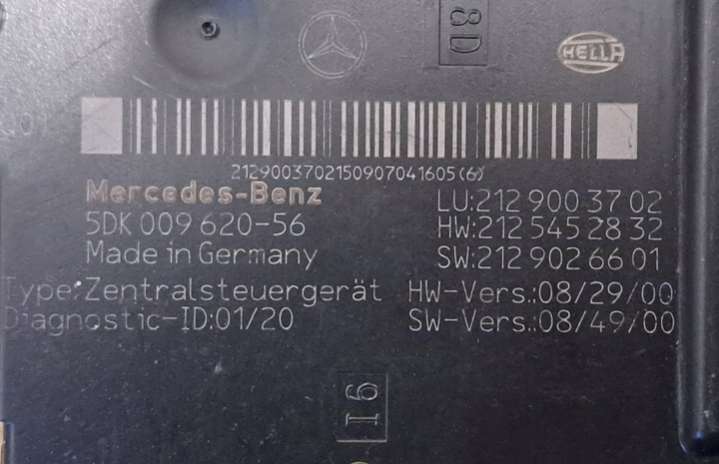 8D
HELLA
2129003702150907041605(6)
Mercedes-Benz
LU:212 900 37 02
5DK 009 620-56
HW:212 545 28 32
Made in Germany
SW:212 902 66 01
Type:Zentralsteuergerät
HW-Vers.:08/29/00
Diagnostic-ID:01/20
SW-Vers.:08/49/00